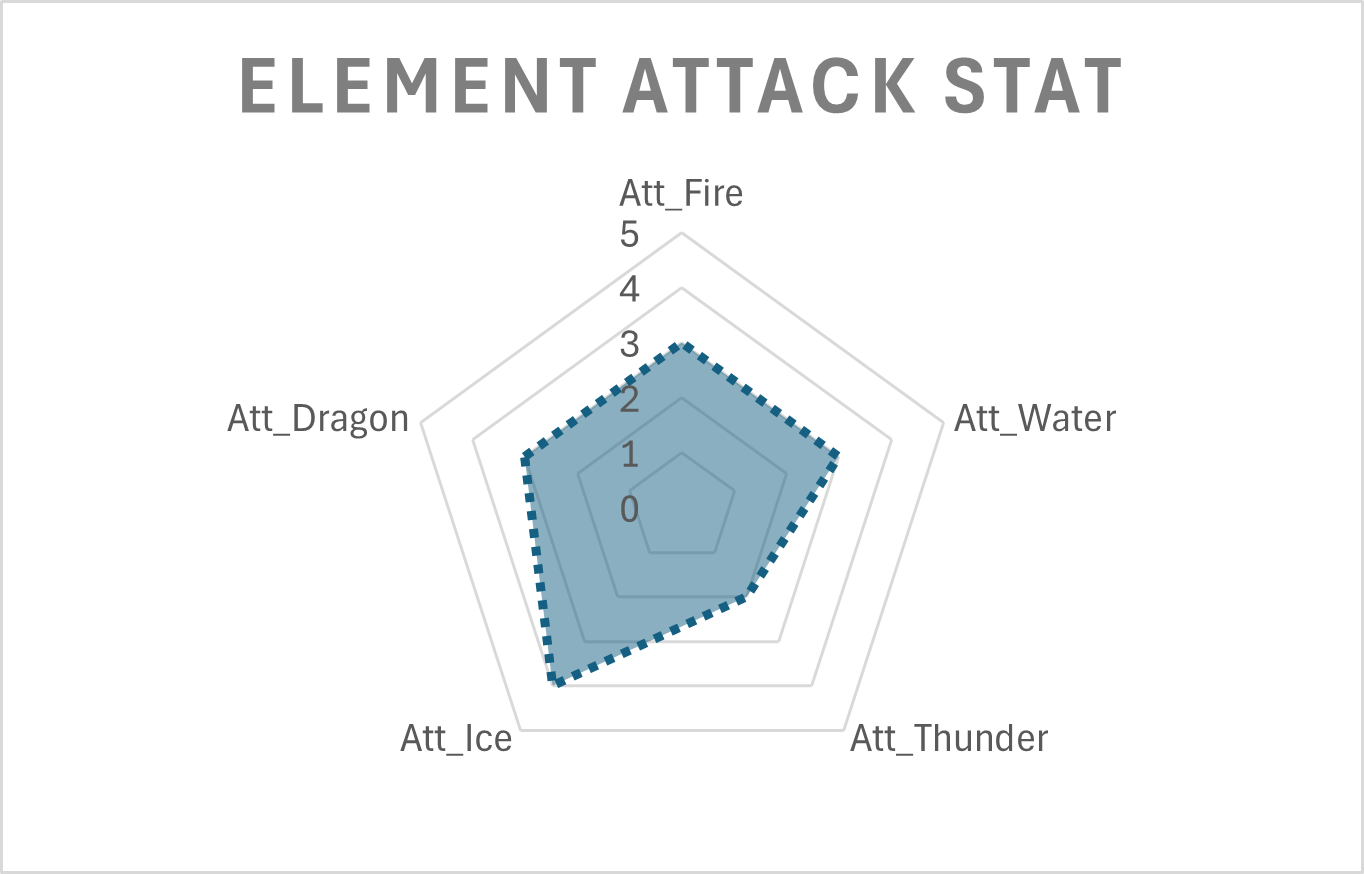 ELEMENT ATTACK STAT
Att_Fire
5
4
3
2
1
0
Att_Dragon
Att_Water
Att_Ice
Att_Thunder